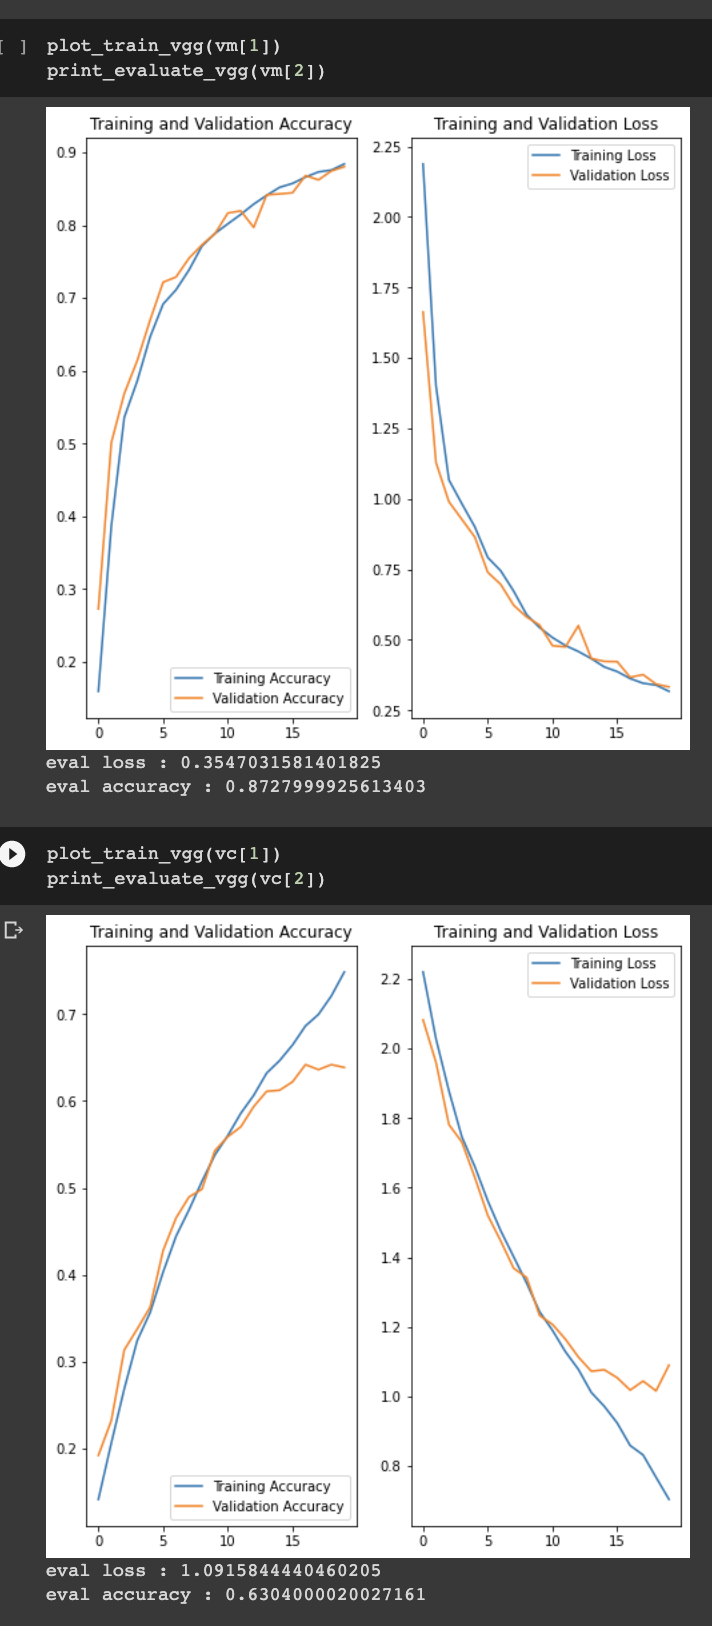 [ ] plot_train_vgg(vm[1])
print_evaluate_vgg(vm[2])
Training and Validation Accuracy
0.9
0.8
0.7
0.6
0.5
0.4
0.3
0.2
Training Accuracy
Validation Accuracy
0 5 10 15
Training and Validation Loss
2.25
2.00
1.75
1.50
1.25
1.00
0.75
0.50
0.25
Training Loss
Validation Loss
0 5 10 15
eval loss : 0.3547031581401825
eval accuracy : 0.8727999925613403
plot_train_vgg(vc[1])
print_evaluate_vgg(vc[2])
Training and Validation Accuracy
0.7
0.6
0.5
0.4
0.3
0.2
Training Accuracy
Validation Accuracy
0 5 10 15
Training and Validation Loss
2.2
2.0
1.8
1.6
1.4
1.2
1.0
0.8
Training Loss
Validation Loss
0 5 10 15
eval loss : 1.0915844440460205
eval accuracy : 0.6304000020027161